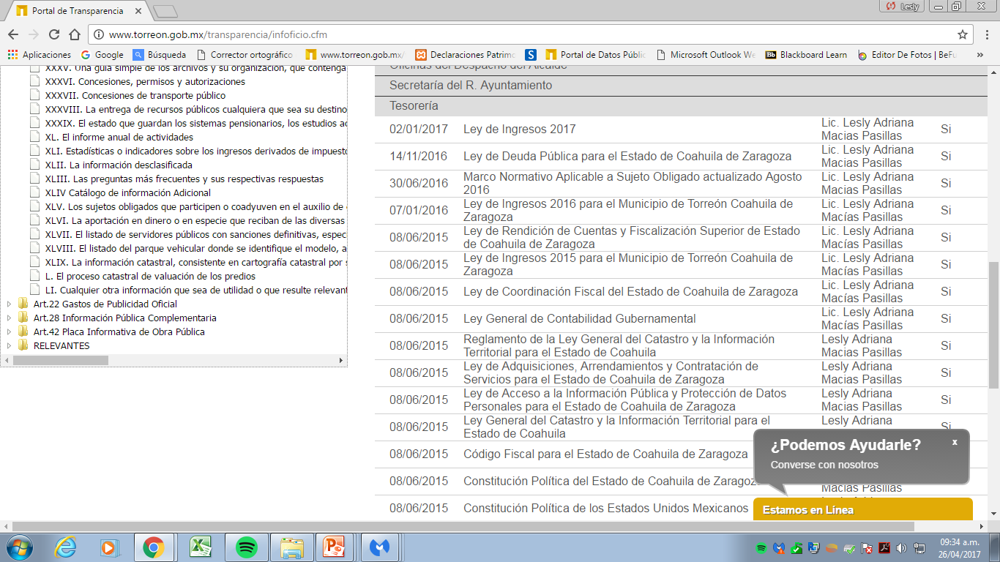 Portal de Transparencia
Lesly
www.torreon.gob.mx/transparencia/infoficio.cfm
Aplicaciones
Google
Búsqueda
Corrector ortográfico
www.torreon.gob.mx/
Declaraciones Patrim
Portal de Datos Públic
Microsoft Outlook We
Blackboard Learn
Editor De Fotos | BeFu
XXXV. Una guía simple de los archivos y su organización, que contenga
XXXVI. Concesiones, permisos y autorizaciones
XXXVII. Concesiones de transporte público
XXXVIII. La entrega de recursos públicos cualquiera que sea su destino
XXXIX. El estado que guardan los sistemas pensionarios, los estudios a
XL. El informe anual de actividades
XLI. Estadísticas o indicadores sobre los ingresos derivados de impuest
XLII. La información desclasificada
XLIII. Las preguntas más frecuentes y sus respectivas respuestas
XLIV Catálogo de información Adicional
XLV. Los sujetos obligados que participen o coadyuven en el auxilio de
XLVI. La aportación en dinero o en especie que reciban de las diversas
XLVII. El listado de servidores públicos con sanciones definitivas, espec
XLVIII. El listado del parque vehicular donde se identifique el modelo, a
XLIX. La información catastral, consistente en cartografía catastral por s
L. El proceso catastral de valuación de los predios
LI. Cualquier otra información que sea de utilidad o que resulte relevant
Art.22 Gastos de Publicidad Oficial
Art.28 Información Pública Complementaria
Art.42 Placa Informativa de Obra Pública
RELEVANTES
Oficinas del Despacho del Alcalde
Secretaría del R. Ayuntamiento
Tesorería
02/01/2017 Ley de Ingresos 2017 Lic. Lesly Adriana Si
Macias Pasillas
14/11/2016 Ley de Deuda Pública para el Estado de Coahuila de Zaragoza Lic. Lesly Adriana Si
Macias Pasillas
30/06/2016 Marco Normativo Aplicable a Sujeto Obligado actualizado Agosto Lic. Lesly Adriana Si
2016 Macias Pasillas
07/01/2016 Ley de Ingresos 2016 para el Municipio de Torreón Coahuila de Lic. Lesly Adriana Si
Zaragoza Macías Pasillas
08/06/2015 Ley de Rendición de Cuentas y Fiscalización Superior de Estado Lic. Lesly Adriana Si
de Coahuila de Zaragoza Macías Pasillas
08/06/2015 Ley de Ingresos 2015 para el Municipio de Torreón Coahuila de Lic. Lesly Adriana Si
Zaragoza Macías Pasillas
08/06/2015 Ley de Coordinación Fiscal del Estado de Coahuila de Zaragoza Lic. Lesly Adriana Si
Macías Pasillas
08/06/2015 Ley General de Contabilidad Gubernamental Lic. Lesly Adriana Si
Macías Pasillas
08/06/2015 Reglamento de la Ley General del Catastro y la Información Lesly Adriana Si
Territorial para el Estado de Coahuila Macias Pasillas
08/06/2015 Ley de Adquisiciones, Arrendamientos y Contratación de Lesly Adriana Si
Servicios para el Estado de Coahuila de Zaragoza Macias Pasillas
08/06/2015 Ley de Acceso a la Información Pública y Protección de Datos Lesly Adriana Si
Personales para el Estado de Coahuila de Zaragoza Macias Pasillas
08/06/2015 Ley General del Catastro y la Información Territorial para el Lesly Adriana Si
Estado de Coahuila
08/06/2015 Código Fiscal para el Estado de Coahuila de Zaragoza
08/06/2015 Constitución Política del Estado de Coahuila de Zaragoz
Macias Pasillas
08/06/2015 Constitución Política de los Estados Unidos Mexicanos
¿Podemos Ayudarle? x
Converse con nosotros
Estamos en Línea
09:34 a.m.
26/04/2017